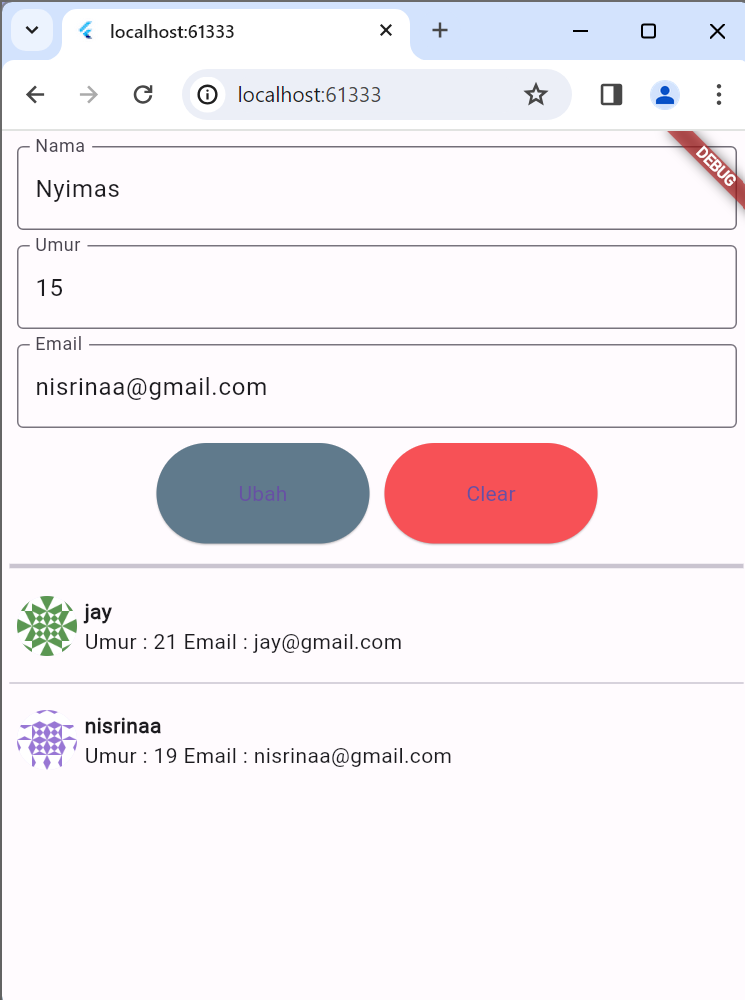 localhost:61333
localhost:61333
DEBUG
Nama
Nyimas
Umur
15
Email
nisrinaa@gmail.com
Ubah Clear
jay
Umur : 21 Email : jay@gmail.com
nisrinaa
Umur : 19 Email : nisrinaa@gmail.com